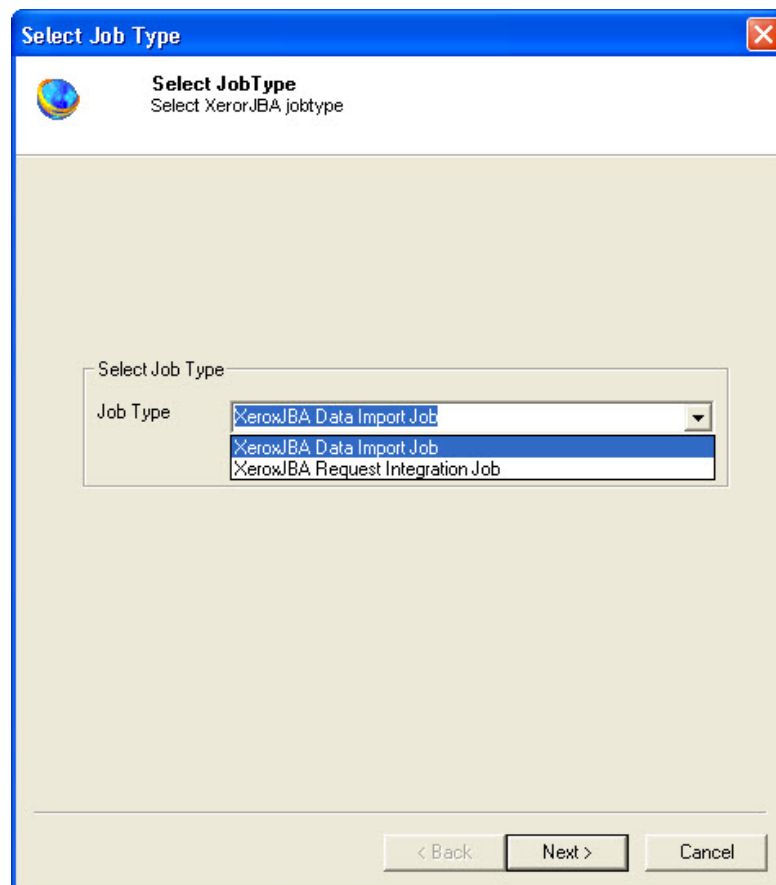 Select Job Type
Select JobType
Select XerorJBA jobtype
Select Job Type
Job Type
XeroxJBA Data Import Job
XeroxJBA Data Import Job
XeroxJBA Request Integration Job
< Back
Next >
Cancel